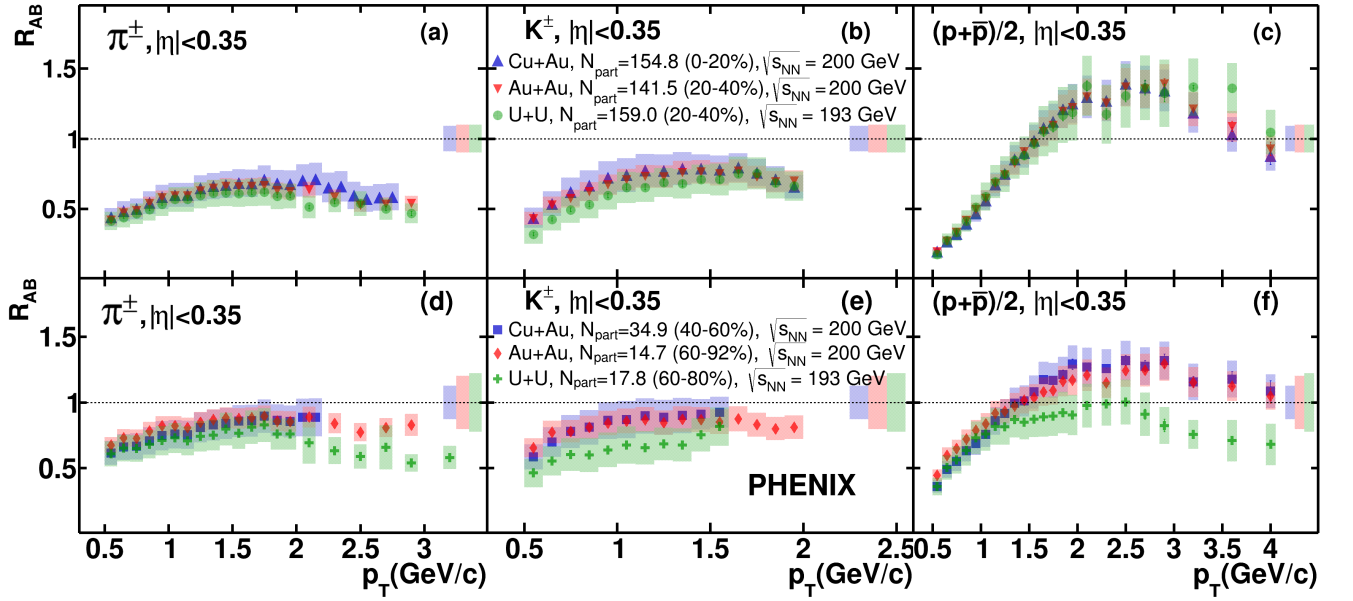 R_AB
π±, |η|<0.35 (a)
K±, |η|<0.35 (b)
(p+p̅)/2, |η|<0.35 (c)
Cu+Au, N_part=154.8 (0-20%), √s_NN = 200 GeV
Au+Au, N_part=141.5 (20-40%), √s_NN = 200 GeV
U+U, N_part=159.0 (20-40%), √s_NN = 193 GeV
1.5
1
0.5
R_AB
π±, |η|<0.35 (d)
K±, |η|<0.35 (e)
(p+p̅)/2, |η|<0.35 (f)
Cu+Au, N_part=34.9 (40-60%), √s_NN = 200 GeV
Au+Au, N_part=14.7 (60-92%), √s_NN = 200 GeV
U+U, N_part=17.8 (60-80%), √s_NN = 193 GeV
1.5
1
0.5
PHENIX
0.5 1 1.5 2 2.5 3
0.5 1 1.5 2 2.5
0.5 1 1.5 2 2.5 3 3.5 4
p_T(GeV/c)
p_T(GeV/c)
p_T(GeV/c)